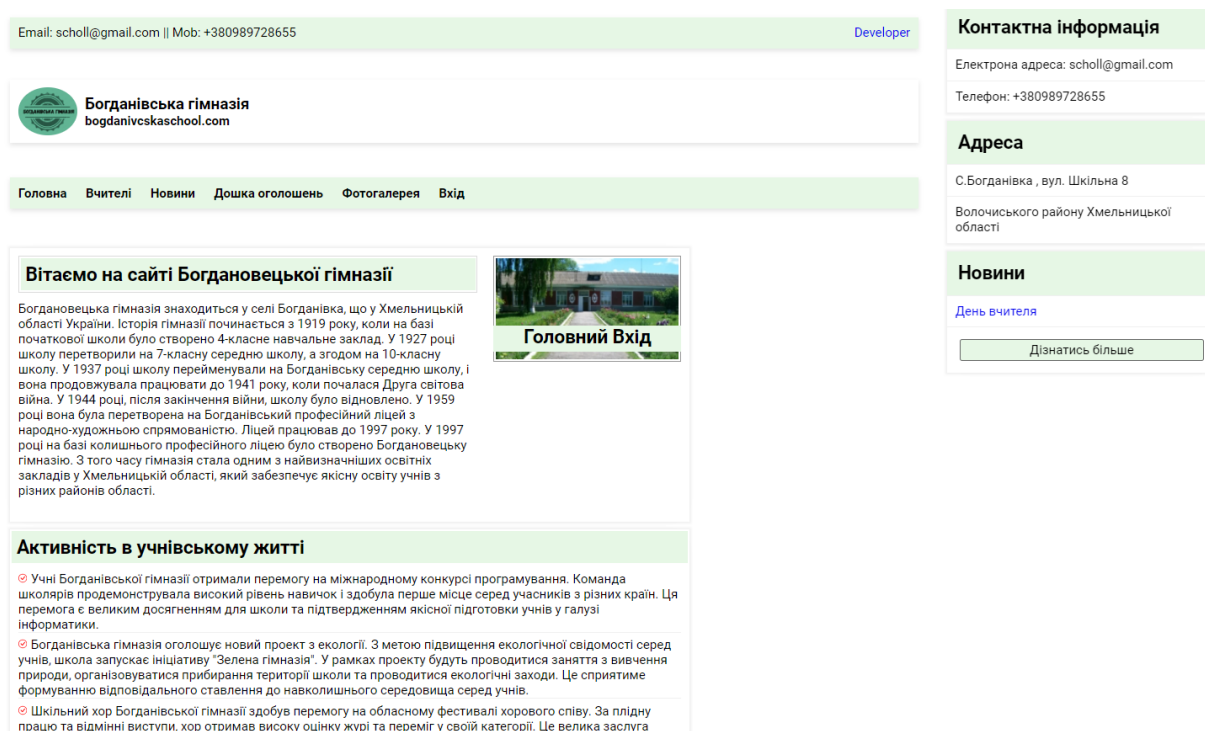 Email: scholl@gmail.com || Mob: +380989728655
Developer
БОГДАНІВСЬКА ГІМНАЗІЯ
Богданівська гімназія
bogdanivcskaschool.com
Головна Вчителі Новини Дошка оголошень Фотогалерея Вхід
Вітаємо на сайті Богдановецької гімназії
Богдановецька гімназія знаходиться у селі Богданівка, що у Хмельницькій
області України. Історія гімназії починається з 1919 року, коли на базі
початкової школи було створено 4-класне навчальне заклад. У 1927 році
школу перетворили на 7-класну середню школу, а згодом на 10-класну
школу. У 1937 році школу перейменували на Богданівську середню школу, і
вона продовжувала працювати до 1941 року, коли почалася Друга світова
війна. У 1944 році, після закінчення війни, школу було відновлено. У 1959
році вона була перетворена на Богданівський професійний ліцей з
народно-художньою спрямованістю. Ліцей працював до 1997 року. У 1997
році на базі колишнього професійного ліцею було створено Богдановецьку
гімназію. З того часу гімназія стала одним з найвизначніших освітніх
закладів у Хмельницькій області, який забезпечує якісну освіту учнів з
різних районів області.
Головний Вхід
Активність в учнівському житті
Учні Богданівської гімназії отримали перемогу на міжнародному конкурсі програмування. Команда
школярів продемонструвала високий рівень навичок і здобула перше місце серед учасників з різних країн. Ця
перемога є великим досягненням для школи та підтвердженням якісної підготовки учнів у галузі
інформатики.
Богданівська гімназія оголошує новий проект з екології. З метою підвищення екологічної свідомості серед
учнів, школа запускає ініціативу "Зелена гімназія". У рамках проекту будуть проводитися заняття з вивчення
природи, організовуватися прибирання території школи та проводитися екологічні заходи. Це сприятиме
формуванню відповідального ставлення до навколишнього середовища серед учнів.
Шкільний хор Богданівської гімназії здобув перемогу на обласному фестивалі хорового співу. За плідну
працю та відмінні виступи, хор отримав високу оцінку журі та переміг у своїй категорії. Це велика заслуга
Контактна інформація
Електрона адреса: scholl@gmail.com
Телефон: +380989728655
Адреса
С.Богданівка , вул. Шкільна 8
Волочиського району Хмельницької
області
Новини
День вчителя
Дізнатись більше